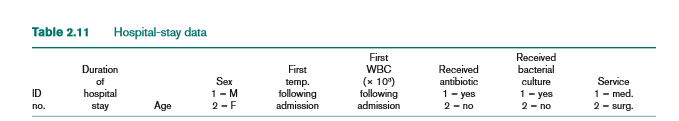 Table 2.11 Hospital-stay data
First Received
Duration First WBC Received bacterial
of Sex temp. (× 10³) antibiotic culture Service
ID hospital 1 – M following following 1 – yes 1 – yes 1 – med.
no. stay Age 2 – F admission admission 2 – no 2 – no 2 – surg.